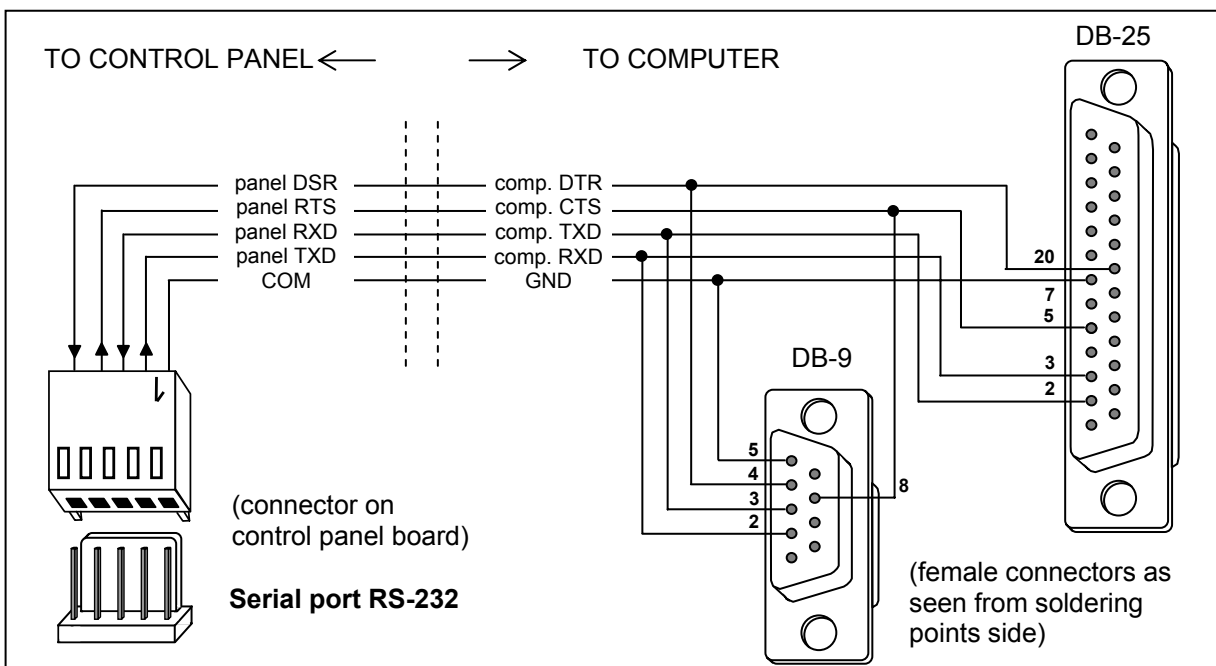 DB-25
TO CONTROL PANEL
TO COMPUTER
panel DSR
comp. DTR
panel RTS
comp. CTS
panel RXD
comp. TXD
panel TXD
comp. RXD
COM
GND
20
7
5
3
2
DB-9
5
4
3
2
8
(connector on
control panel board)
Serial port RS-232
(female connectors as
seen from soldering
points side)